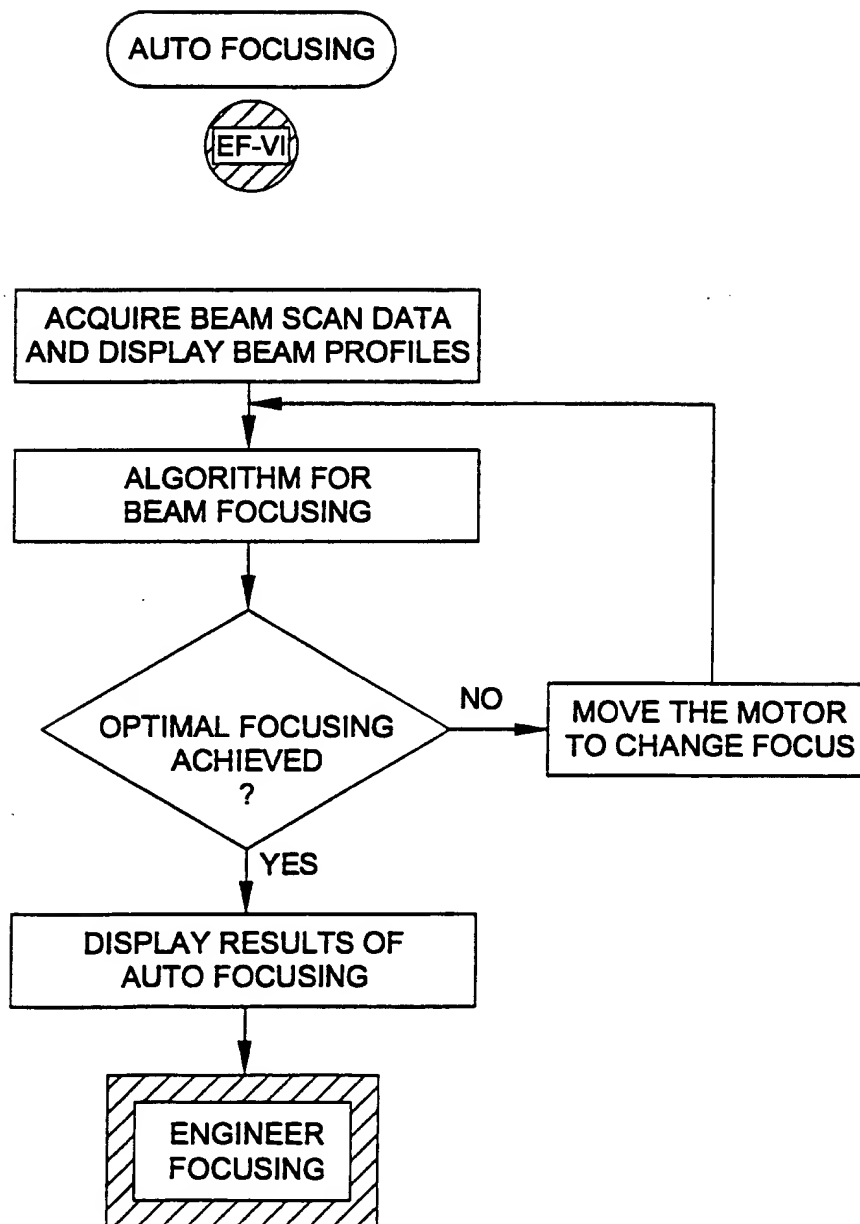 AUTO FOCUSING
EF-VI
ACQUIRE BEAM SCAN DATA
AND DISPLAY BEAM PROFILES
ALGORITHM FOR
BEAM FOCUSING
OPTIMAL FOCUSING
ACHIEVED
?
NO
MOVE THE MOTOR
TO CHANGE FOCUS
YES
DISPLAY RESULTS OF
AUTO FOCUSING
ENGINEER
FOCUSING